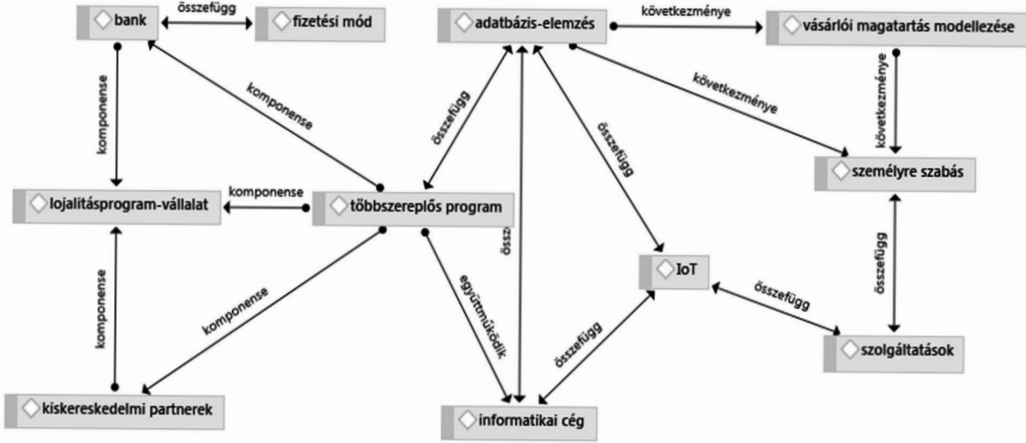 bank
összefügg
fizetési mód
adatbázis-elemzés
következménye
vásárlói magatartás modellezése
komponense
komponense
összefügg
összefügg
következménye
következménye
személyre szabás
lojalitásprogram-vállalat
komponense
többszereplős program
össz
IoT
összefügg
összefügg
komponense
komponense
együttműködik
összefügg
szolgáltatások
kiskereskedelmi partnerek
informatikai cég